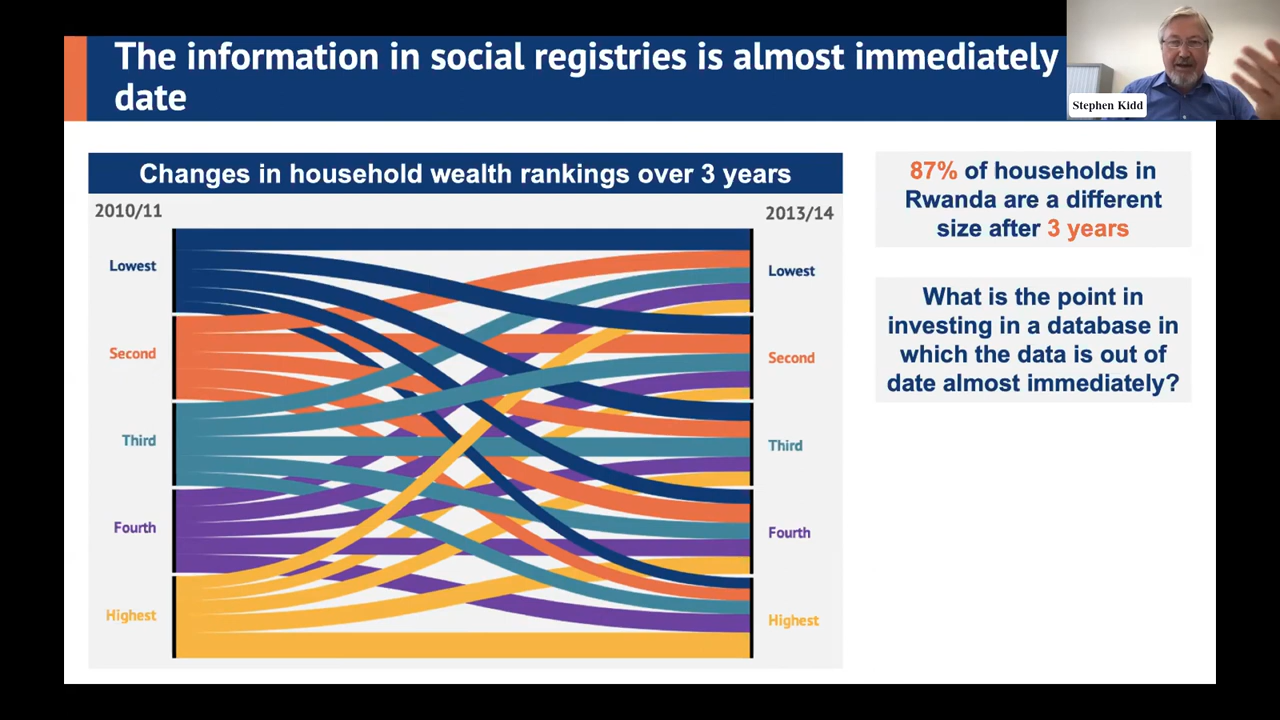 The information in social registries is almost immediately
date
Stephen Kidd
Changes in household wealth rankings over 3 years
2010/11
2013/14
Lowest
Second
Third
Fourth
Highest
Lowest
Second
Third
Fourth
Highest
87% of households in
Rwanda are a different
size after 3 years
What is the point in
investing in a database in
which the data is out of
date almost immediately?